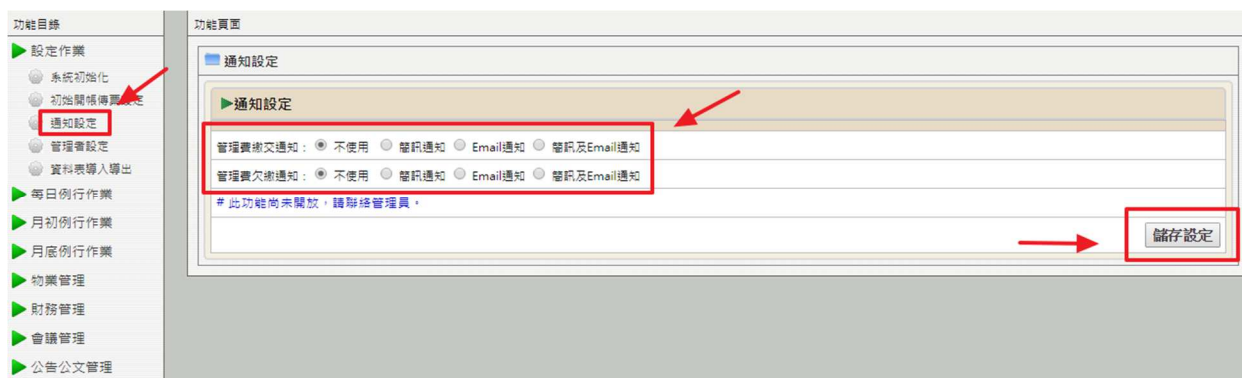 功能目錄
設定作業
系統初始化
初始開帳傳票設定
通知設定
管理者設定
資料表導入導出
每日例行作業
月初例行作業
月底例行作業
物業管理
財務管理
會議管理
公告公文管理
功能頁面
通知設定
通知設定
管理費繳交通知： 不使用 簡訊通知 Email通知 簡訊及Email通知
管理費欠繳通知： 不使用 簡訊通知 Email通知 簡訊及Email通知
# 此功能尚未開放，請聯絡管理員。
儲存設定